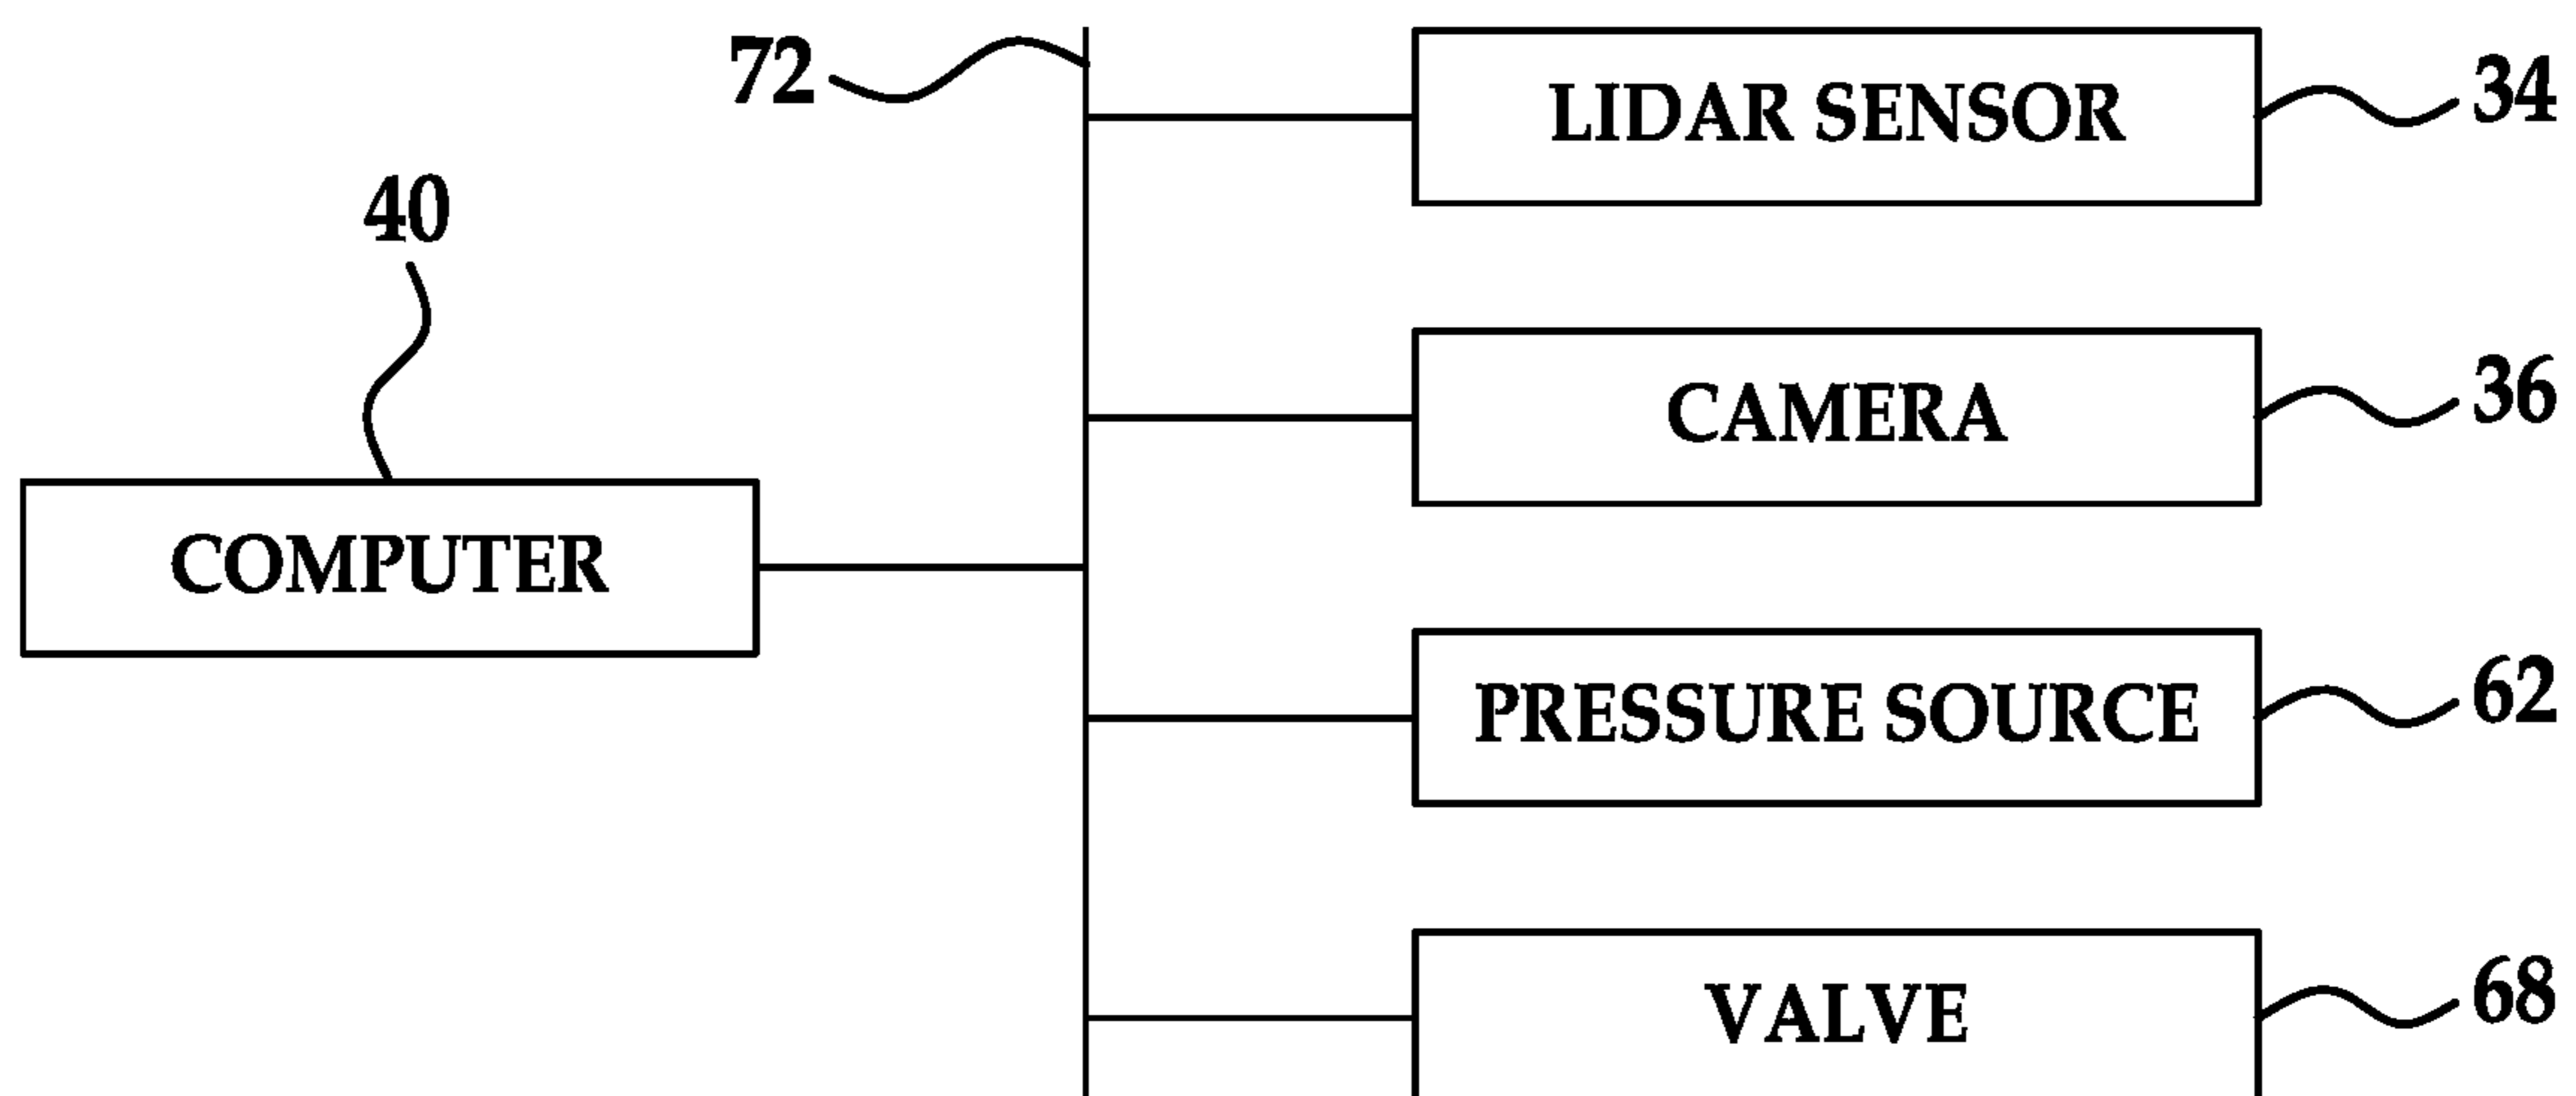 72
LIDAR SENSOR
34
40
CAMERA
36
COMPUTER
PRESSURE SOURCE
62
VALVE
68